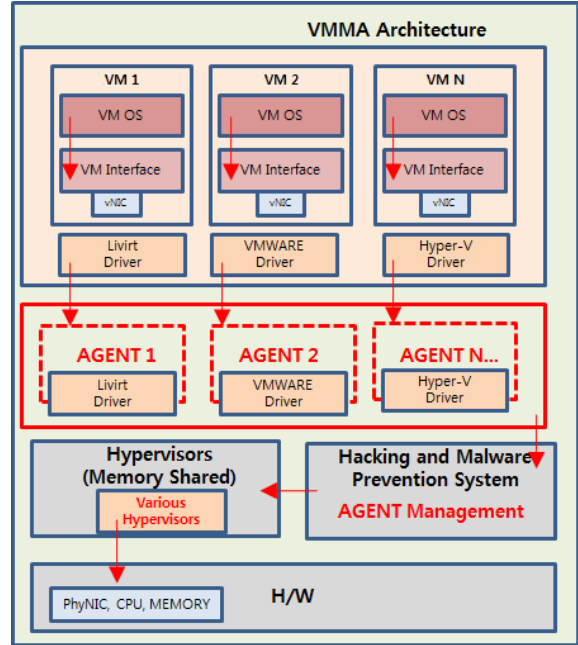 VMMA Architecture
VM 1
VM OS
VM Interface
vNIC
VM 2
VM OS
VM Interface
vNIC
VM N
VM OS
VM Interface
vNIC
Livirt
Driver
VMWARE
Driver
Hyper-V
Driver
AGENT 1
Livirt
Driver
AGENT 2
VMWARE
Driver
AGENT N...
Hyper-V
Driver
Hypervisors
(Memory Shared)
Various
Hypervisors
Hacking and Malware
Prevention System
AGENT Management
H/W
PhyNIC, CPU, MEMORY